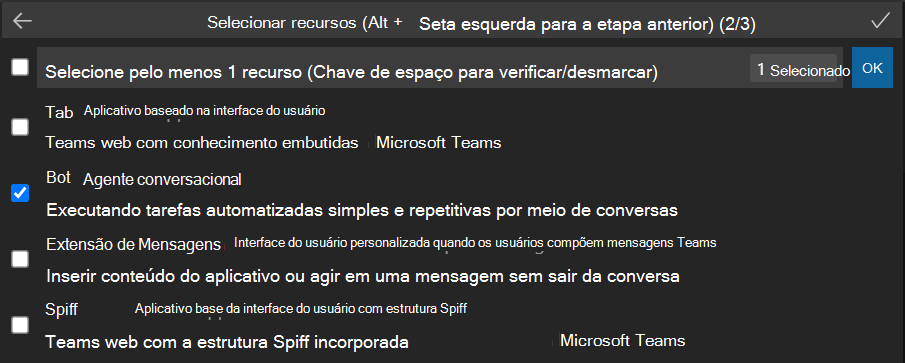 Selecionar recursos (Alt + Seta esquerda para a etapa anterior) (2/3)
Selecione pelo menos 1 recurso (Chave de espaço para verificar/desmarcar) 1 Selecionado OK
Tab Aplicativo baseado na interface do usuário
Teams web com conhecimento embutidas Microsoft Teams
Bot Agente conversacional
Executando tarefas automatizadas simples e repetitivas por meio de conversas
Extensão de Mensagens Interface do usuário personalizada quando os usuários compõem mensagens Teams
Inserir conteúdo do aplicativo ou agir em uma mensagem sem sair da conversa
Spiff Aplicativo base da interface do usuário com estrutura Spiff
Teams web com a estrutura Spiff incorporada Microsoft Teams